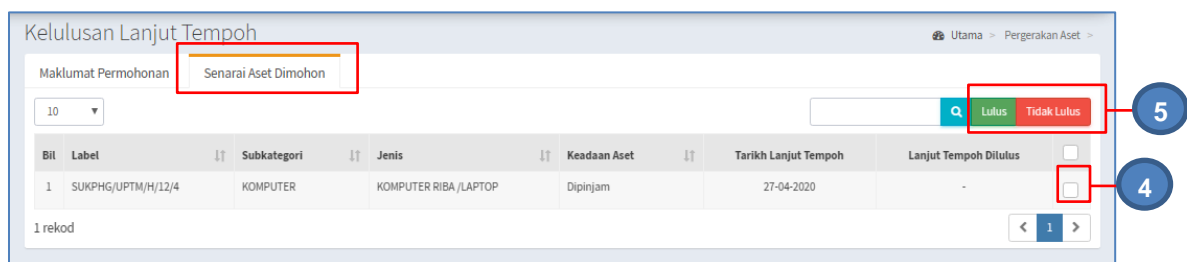 Kelulusan Lanjut Tempoh
Utama > Pergerakan Aset >
Maklumat Permohonan Senarai Aset Dimohon
10
Lulus Tidak Lulus
5
Bil Label Subkategori Jenis Keadaan Aset Tarikh Lanjut Tempoh Lanjut Tempoh Dilulus
1 SUKPHG/UPTM/H/12/4 KOMPUTER KOMPUTER RIBA /LAPTOP Dipinjam 27-04-2020 -
4
1 rekod
< 1 >